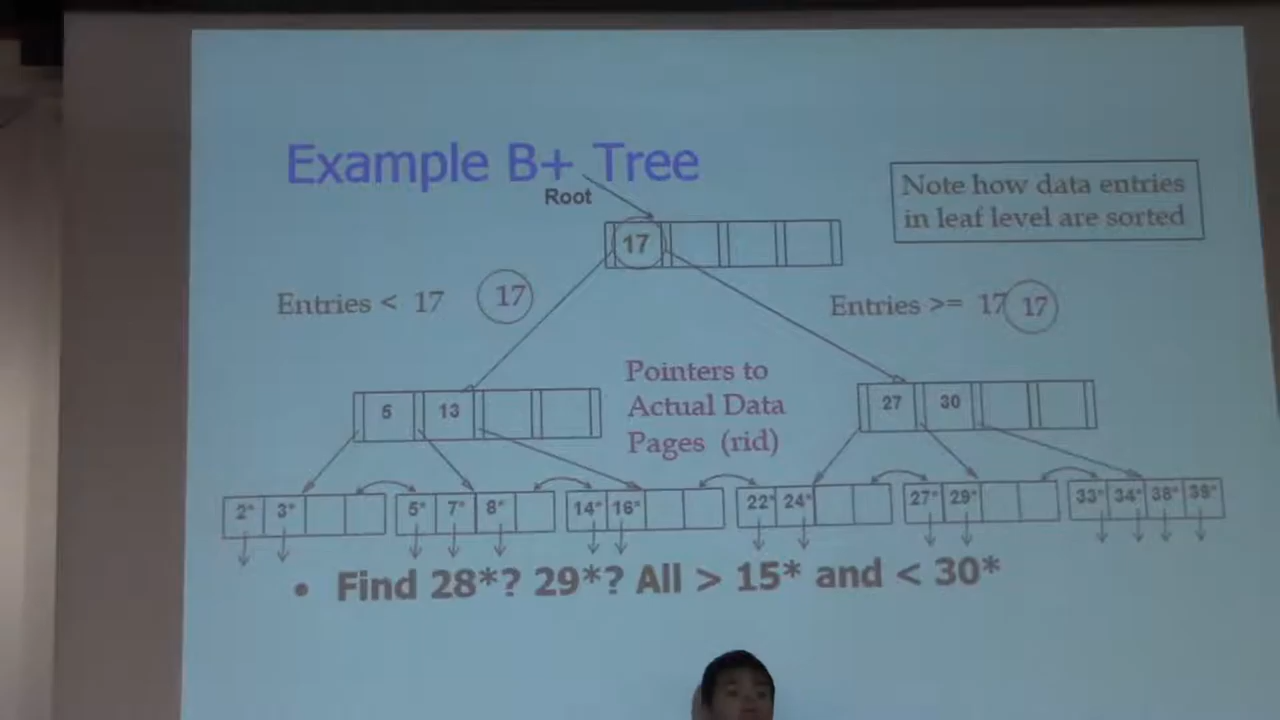 Example B+ Tree
Root
Note how data entries
in leaf level are sorted
17
Entries < 17 17
Entries >= 17 17
Pointers to
Actual Data
Pages (rid)
5 13
27 30
2* 3* 5* 7* 8* 14* 16* 22* 24* 27* 29* 33* 34* 38* 39*
• Find 28*? 29*? All > 15* and < 30*